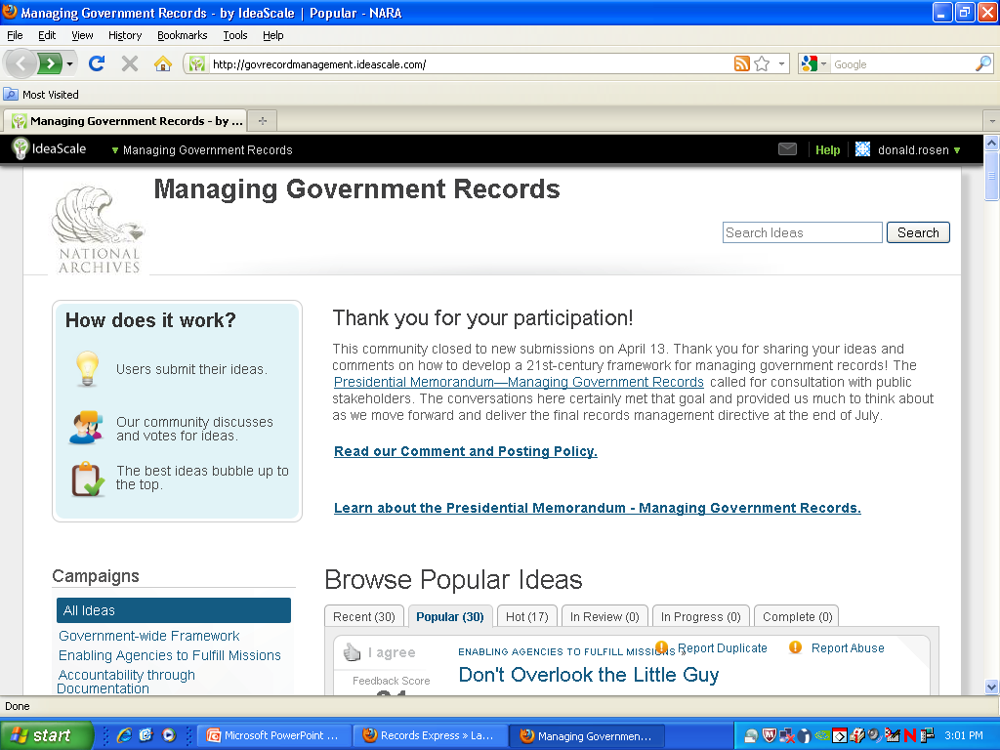 Managing Government Records - by IdeaScale | Popular - NARA
File Edit View History Bookmarks Tools Help
http://govrecordmanagement.ideascale.com/
Google
Most Visited
Managing Government Records - by ...
IdeaScale
Managing Government Records
Help
donald.rosen
Managing Government Records
NATIONAL
ARCHIVES
Search Ideas
Search
How does it work?
Users submit their ideas.
Our community discusses
and votes for ideas.
The best ideas bubble up to
the top.
Thank you for your participation!
This community closed to new submissions on April 13. Thank you for sharing your ideas and
comments on how to develop a 21st-century framework for managing government records! The
Presidential Memorandum—Managing Government Records called for consultation with public
stakeholders. The conversations here certainly met that goal and provided us much to think about
as we move forward and deliver the final records management directive at the end of July.
Read our Comment and Posting Policy.
Learn about the Presidential Memorandum - Managing Government Records.
Campaigns
All Ideas
Government-wide Framework
Enabling Agencies to Fulfill Missions
Accountability through
Documentation
Browse Popular Ideas
Recent (30)
Popular (30)
Hot (17)
In Review (0)
In Progress (0)
Complete (0)
I agree
Feedback Score
ENABLING AGENCIES TO FULFILL MISSIONS
Report Duplicate
Report Abuse
Don't Overlook the Little Guy
Done
start
Microsoft PowerPoint ...
Records Express » La...
Managing Governmen...
3:01 PM